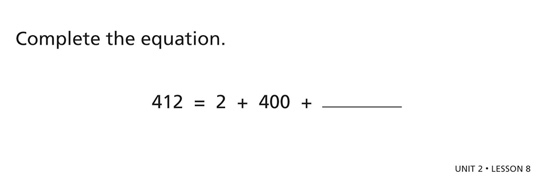 Complete the equation.
412 = 2 + 400 + ________
UNIT 2 • LESSON 8